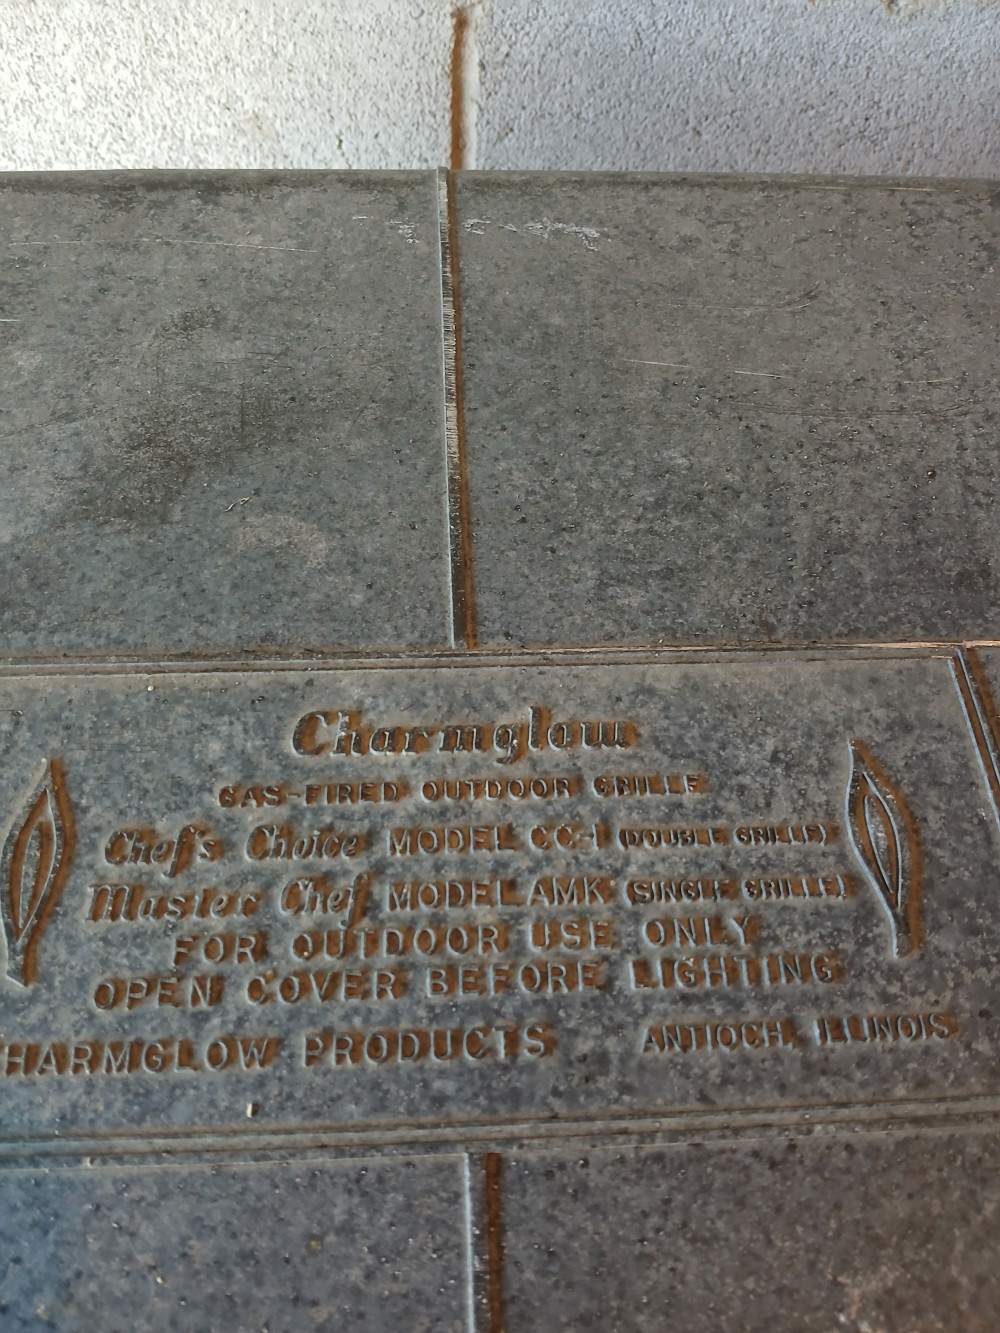 Charmglow
GAS-FIRED OUTDOOR GRILLE
Chef's Choice MODEL CC-1 (DOUBLE GRILLE)
Master Chef MODEL AMK (SINGLE GRILLE)
FOR OUTDOOR USE ONLY
OPEN COVER BEFORE LIGHTING
HARMGLOW PRODUCTS ANTIOCH, ILLINOIS